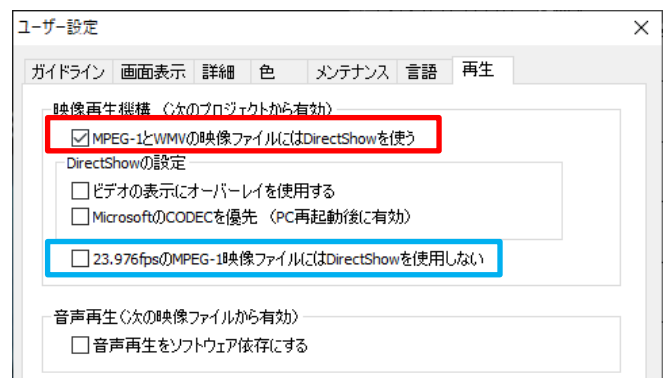 ユーザー設定
ガイドライン 画面表示 詳細 色 メンテナンス 言語 再生
映像再生機構 (次のプロジェクトから有効)
MPEG-1とWMVの映像ファイルにはDirectShowを使う
DirectShowの設定
ビデオの表示にオーバーレイを使用する
MicrosoftのCODECを優先 (PC再起動後に有効)
23.976fpsのMPEG-1映像ファイルにはDirectShowを使用しない
音声再生(次の映像ファイルから有効)
音声再生をソフトウェア依存にする